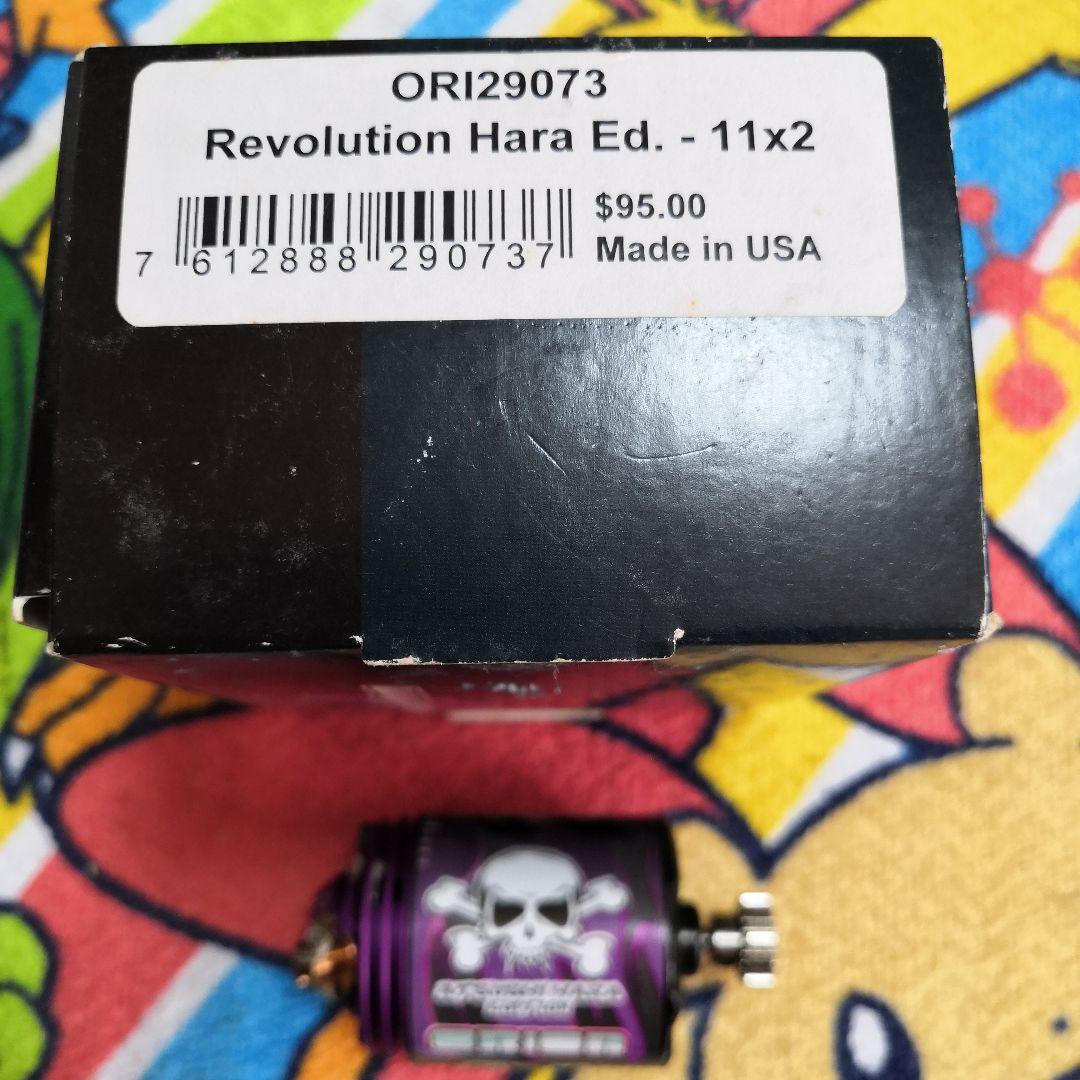 ORI29073
Revolution Hara Ed. - 11x2
$95.00
Made in USA
7 612888 290737